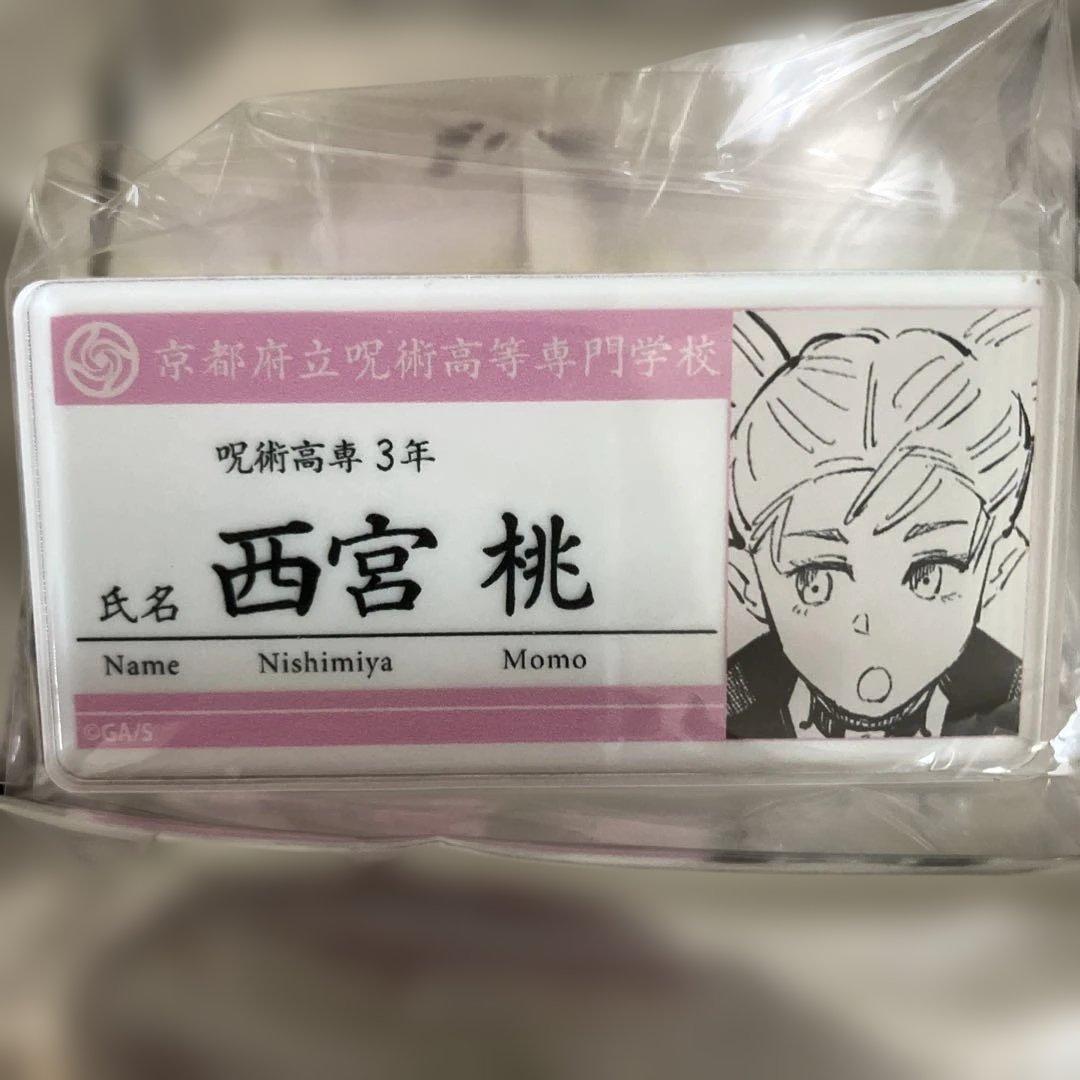 京都府立呪術高等専門学校
呪術高専 3年
氏名 西宮 桃
Name Nishimiya Momo
©GA/S